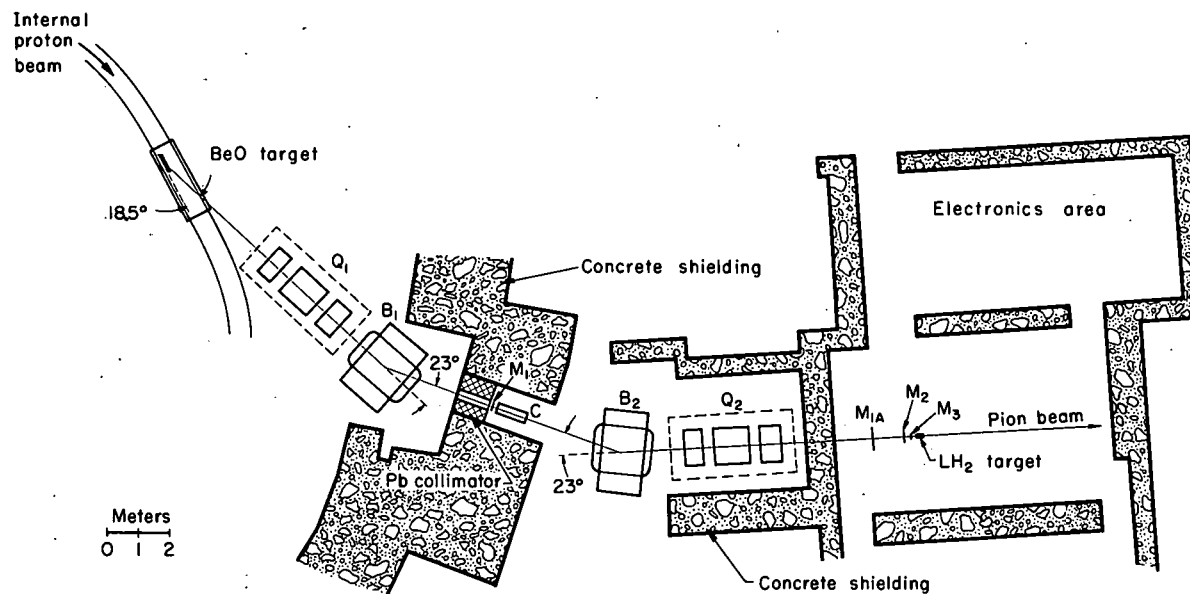 Internal
proton
beam
BeO target
18.5°
Q₁
Concrete shielding
B₁
23°
M₁
C
Pb collimator
23°
B₂
Q₂
Electronics area
M₁A
M₂
M₃
Pion beam
LH₂ target
Meters
0 1 2
Concrete shielding